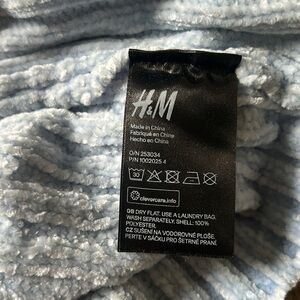 H&M
Made in China
Fabriqué en Chine
Hecho en China
O/N 253034
P/N 1002025 4
30
clevercare.info
GB DRY FLAT. USE A LAUNDRY BAG.
WASH SEPARATELY. SHELL: 100%
POLYESTER.
CZ SUŠENÍ NA VODOROVNÉ PLOŠE.
PERTE V SÁČKU PRO ŠETRNÉ PRANÍ.